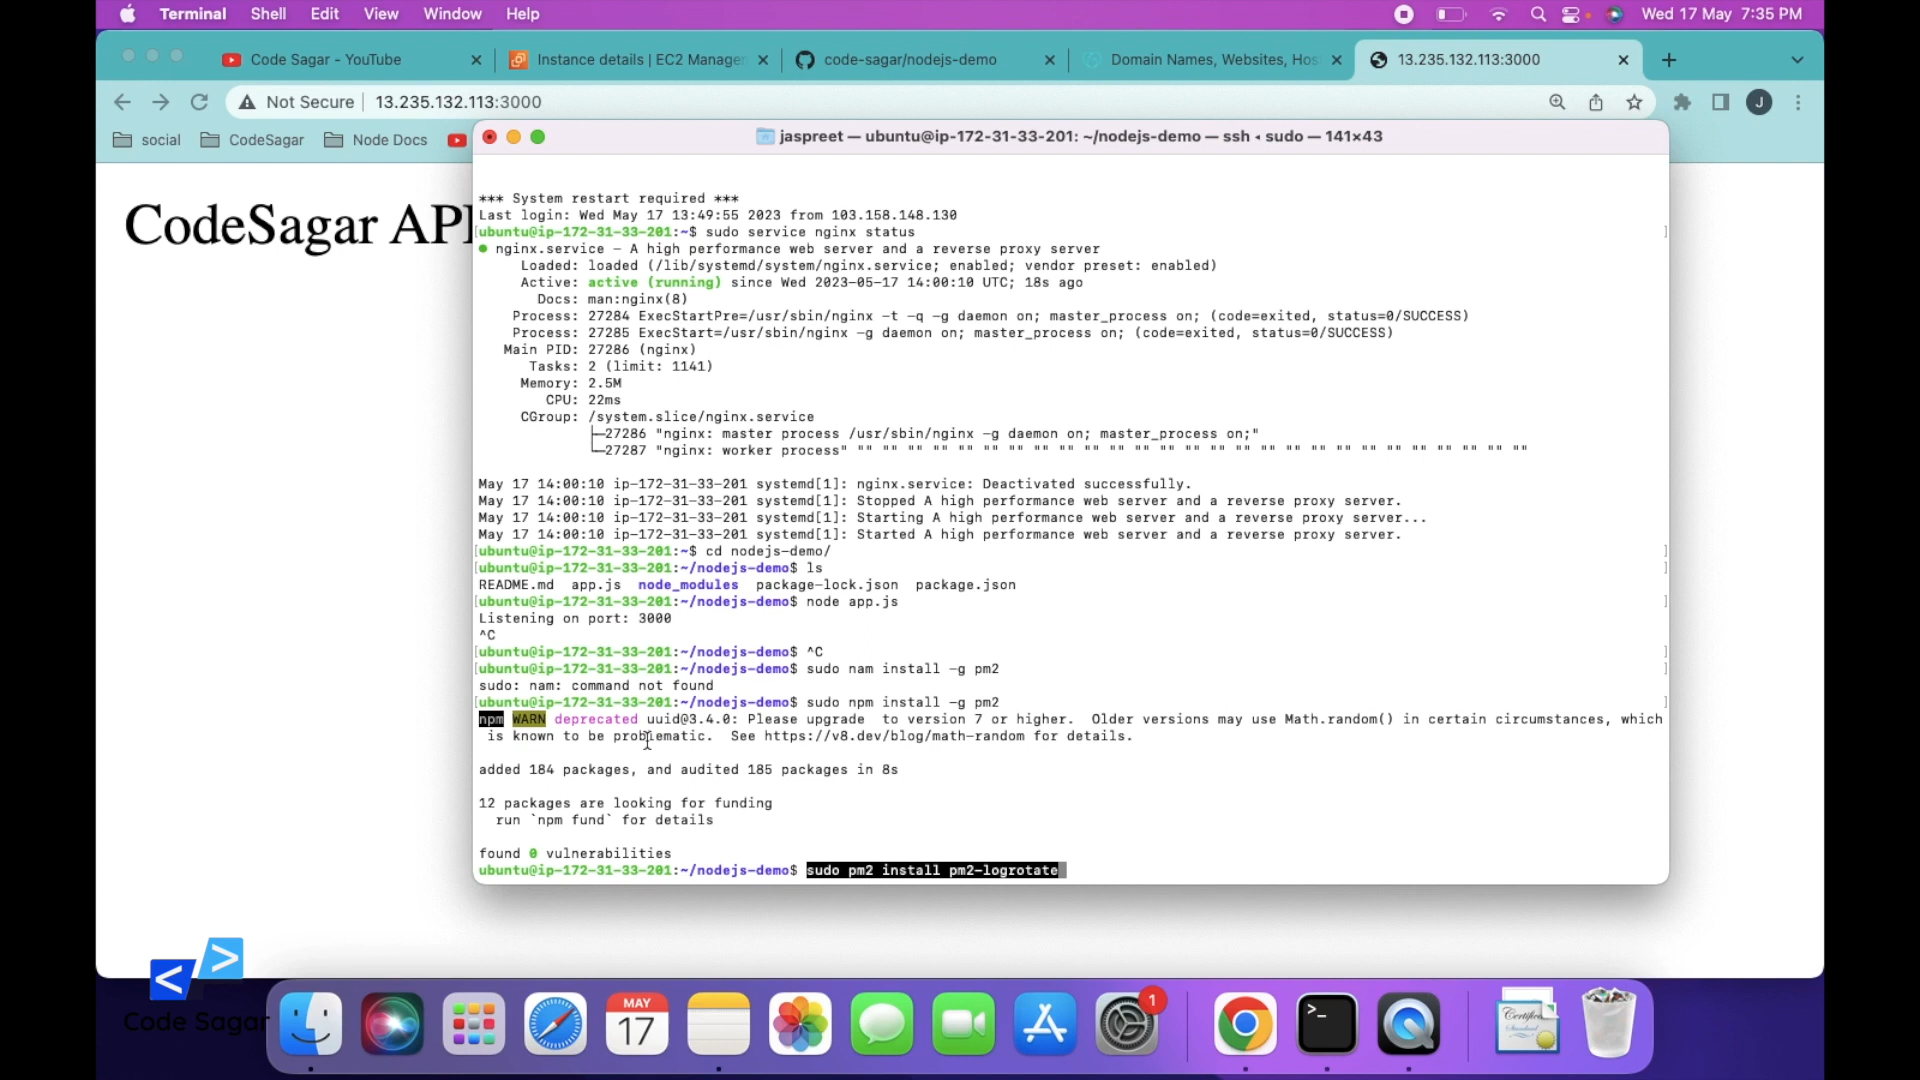 Terminal Shell Edit View Window Help Wed 17 May 7:35 PM
Code Sagar - YouTube Instance details | EC2 Manager code-sagar/nodejs-demo Domain Names, Websites, Hos 13.235.132.113:3000
Not Secure 13.235.132.113:3000 J
social CodeSagar Node Docs
jaspreet — ubuntu@ip-172-31-33-201: ~/nodejs-demo — ssh ◂ sudo — 141×43
CodeSagar API
*** System restart required ***
Last login: Wed May 17 13:49:55 2023 from 103.158.148.130
[ubuntu@ip-172-31-33-201:~$ sudo service nginx status ]
● nginx.service - A high performance web server and a reverse proxy server
Loaded: loaded (/lib/systemd/system/nginx.service; enabled; vendor preset: enabled)
Active: active (running) since Wed 2023-05-17 14:00:10 UTC; 18s ago
Docs: man:nginx(8)
Process: 27284 ExecStartPre=/usr/sbin/nginx -t -q -g daemon on; master_process on; (code=exited, status=0/SUCCESS)
Process: 27285 ExecStart=/usr/sbin/nginx -g daemon on; master_process on; (code=exited, status=0/SUCCESS)
Main PID: 27286 (nginx)
Tasks: 2 (limit: 1141)
Memory: 2.5M
CPU: 22ms
CGroup: /system.slice/nginx.service
├─27286 "nginx: master process /usr/sbin/nginx -g daemon on; master_process on;"
└─27287 "nginx: worker process" "" "" "" "" "" "" "" "" "" "" "" "" "" "" "" "" "" "" "" "" "" "" "" "" "" "" ""
May 17 14:00:10 ip-172-31-33-201 systemd[1]: nginx.service: Deactivated successfully.
May 17 14:00:10 ip-172-31-33-201 systemd[1]: Stopped A high performance web server and a reverse proxy server.
May 17 14:00:10 ip-172-31-33-201 systemd[1]: Starting A high performance web server and a reverse proxy server...
May 17 14:00:10 ip-172-31-33-201 systemd[1]: Started A high performance web server and a reverse proxy server.
[ubuntu@ip-172-31-33-201:~$ cd nodejs-demo/ ]
[ubuntu@ip-172-31-33-201:~/nodejs-demo$ ls ]
README.md app.js node_modules package-lock.json package.json
[ubuntu@ip-172-31-33-201:~/nodejs-demo$ node app.js ]
Listening on port: 3000
^C
[ubuntu@ip-172-31-33-201:~/nodejs-demo$ ^C ]
[ubuntu@ip-172-31-33-201:~/nodejs-demo$ sudo nam install -g pm2 ]
sudo: nam: command not found
[ubuntu@ip-172-31-33-201:~/nodejs-demo$ sudo npm install -g pm2 ]
npm WARN deprecated uuid@3.4.0: Please upgrade to version 7 or higher. Older versions may use Math.random() in certain circumstances, which
is known to be problematic. See https://v8.dev/blog/math-random for details.
added 184 packages, and audited 185 packages in 8s
12 packages are looking for funding
run `npm fund` for details
found 0 vulnerabilities
ubuntu@ip-172-31-33-201:~/nodejs-demo$ sudo pm2 install pm2-logrotate
< >
Code Sagar
MAY
17
1
>_